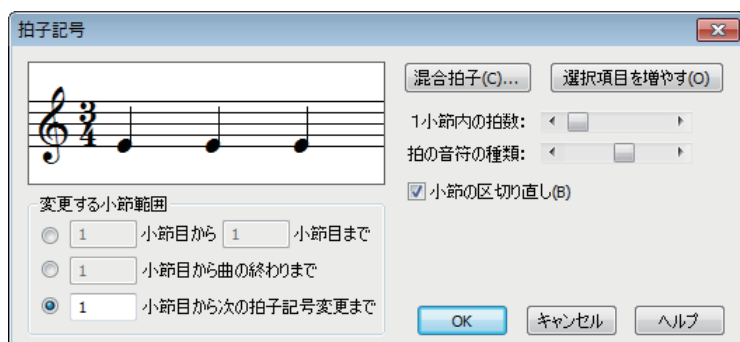 拍子記号
3
4
混合拍子(C)...
選択項目を増やす(O)
1小節内の拍数:
拍の音符の種類:
小節の区切り直し(B)
変更する小節範囲
1 小節目から 1 小節目まで
1 小節目から曲の終わりまで
1 小節目から次の拍子記号変更まで
OK
キャンセル
ヘルプ